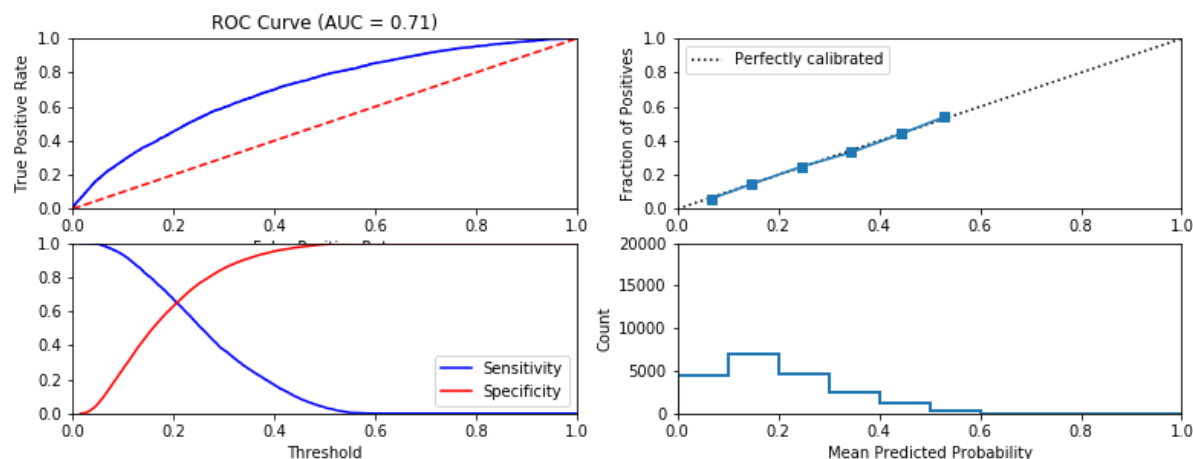 ROC Curve (AUC = 0.71)
True Positive Rate
1.0
0.8
0.6
0.4
0.2
0.0
0.0 0.2 0.4 0.6 0.8 1.0
Fraction of Positives
1.0
0.8
0.6
0.4
0.2
0.0
Perfectly calibrated
0.0 0.2 0.4 0.6 0.8 1.0
1.0
0.8
0.6
0.4
0.2
0.0
Sensitivity
Specificity
0.0 0.2 0.4 0.6 0.8 1.0
Threshold
Count
20000
15000
10000
5000
0
0.0 0.2 0.4 0.6 0.8 1.0
Mean Predicted Probability